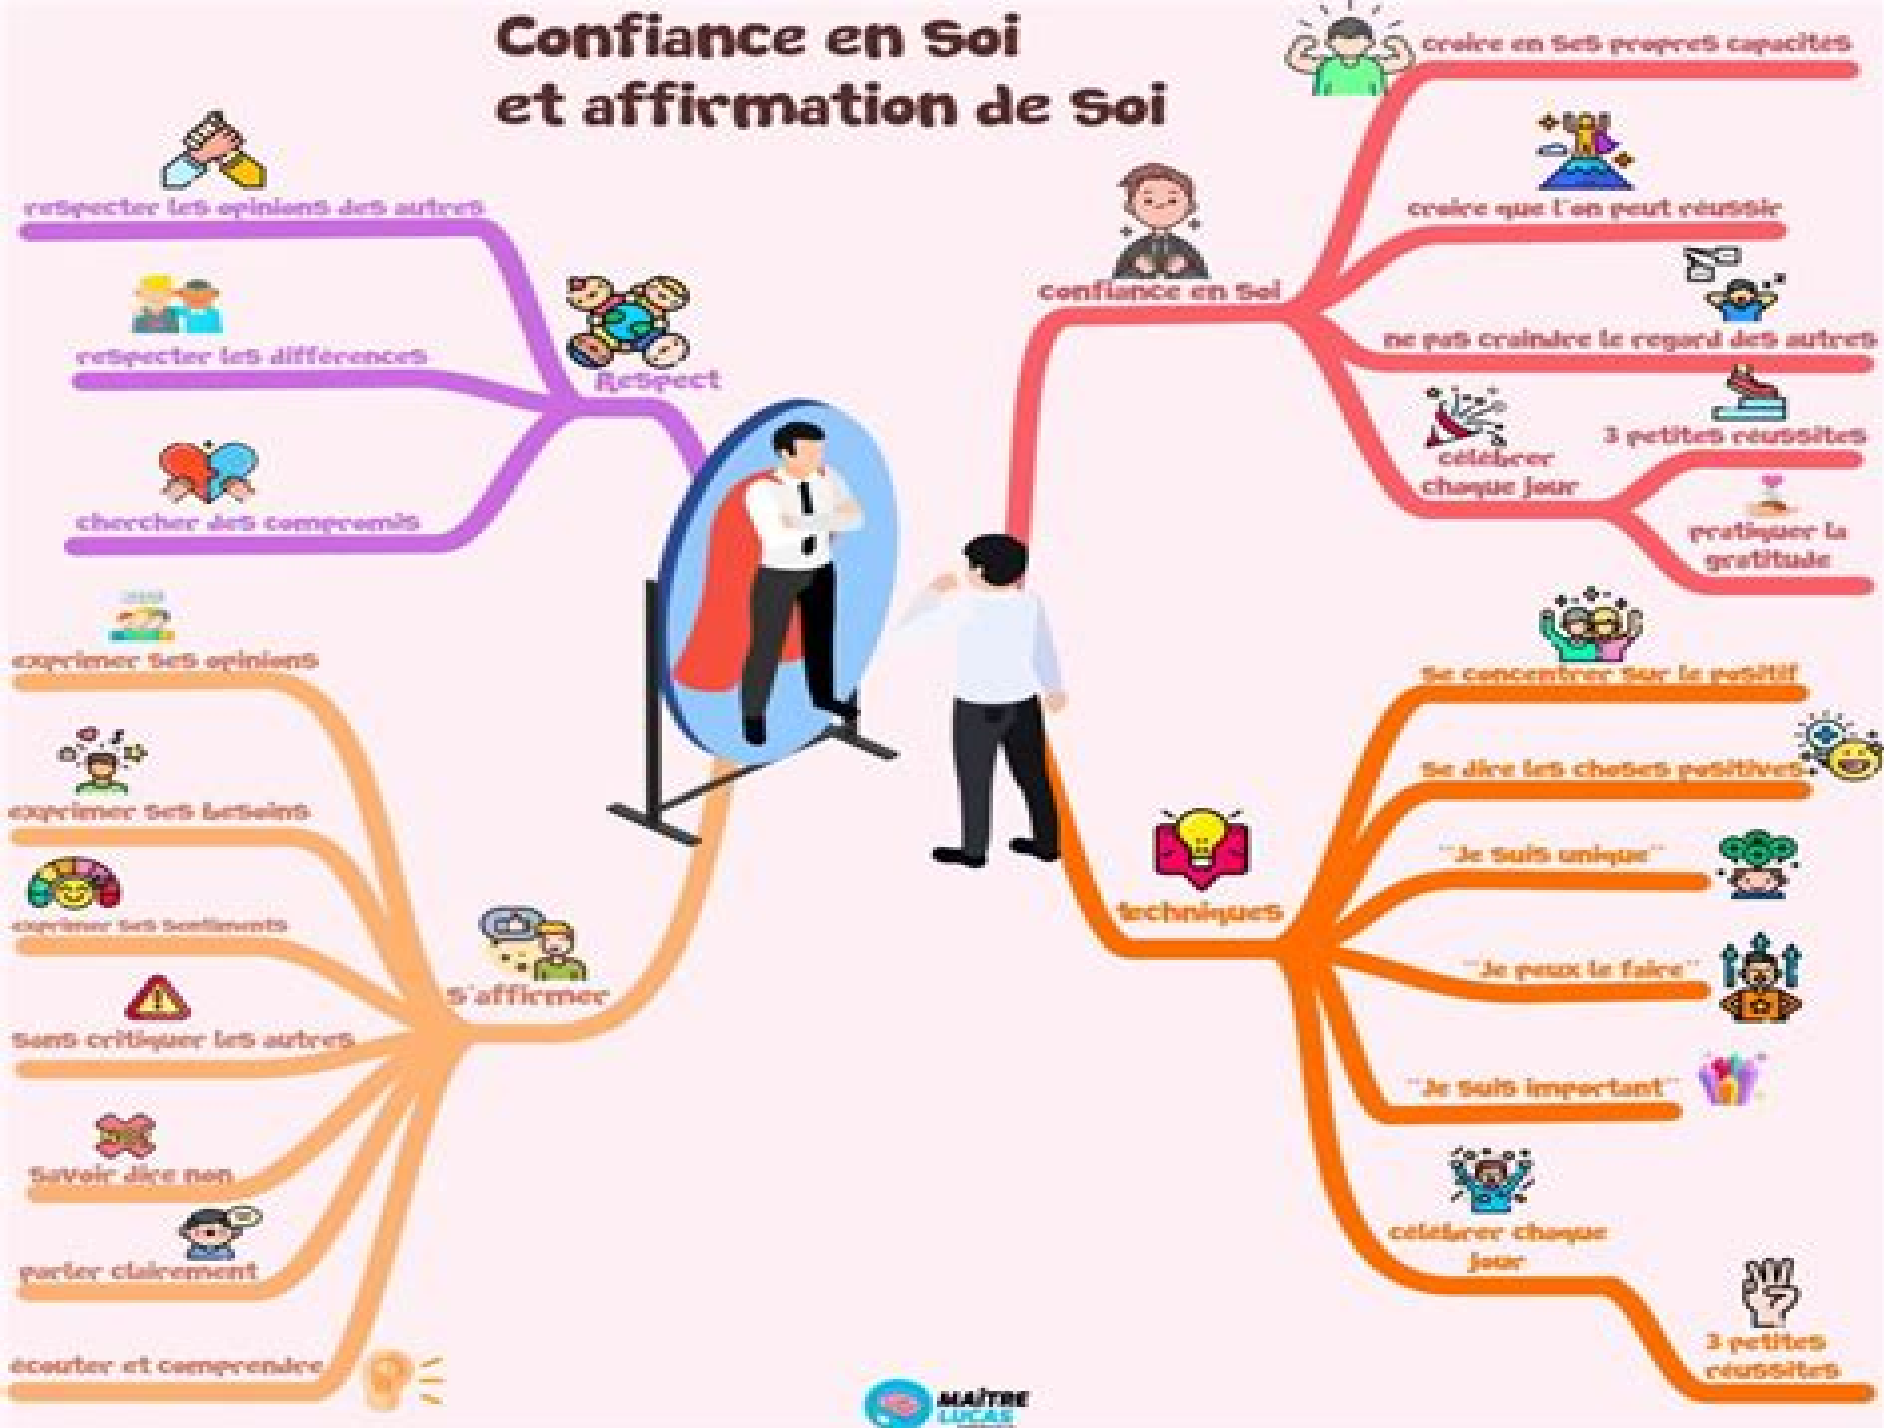 Confiance en Soi
et affirmation de Soi
respecter les opinions des autres
respecter les différences
chercher des compromis
Respect
exprimer ses opinions
exprimer ses besoins
exprimer ses sentiments
sans critiquer les autres
savoir dire non
parler clairement
écouter et comprendre
s'affirmer
confiance en soi
croire en ses propres capacités
croire que l'on peut réussir
ne pas craindre le regard des autres
célébrer
chaque jour
3 petites réussites
pratiquer la
gratitude
techniques
se concentrer sur le positif
se dire les choses positives
"Je suis unique"
"Je peux le faire"
"Je suis important"
célébrer chaque
jour
3 petites
réussites
MAÎTRE
LUCAS